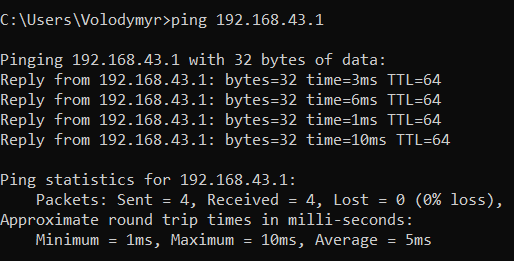 C:\Users\Volodymyr>ping 192.168.43.1
Pinging 192.168.43.1 with 32 bytes of data:
Reply from 192.168.43.1: bytes=32 time=3ms TTL=64
Reply from 192.168.43.1: bytes=32 time=6ms TTL=64
Reply from 192.168.43.1: bytes=32 time=1ms TTL=64
Reply from 192.168.43.1: bytes=32 time=10ms TTL=64
Ping statistics for 192.168.43.1:
Packets: Sent = 4, Received = 4, Lost = 0 (0% loss),
Approximate round trip times in milli-seconds:
Minimum = 1ms, Maximum = 10ms, Average = 5ms